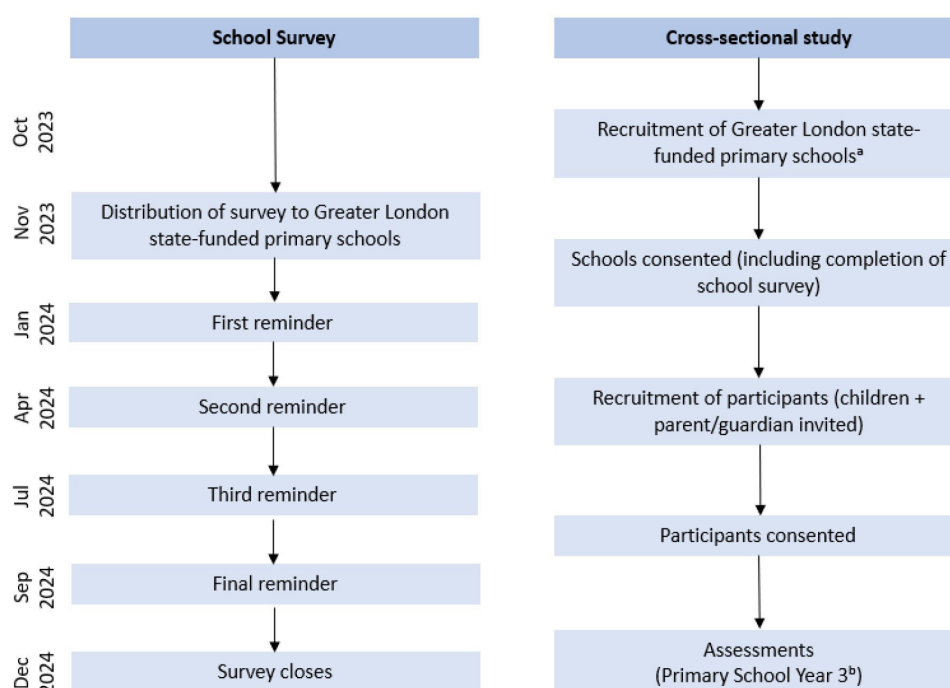 School Survey
Cross-sectional study
Oct
2023
Recruitment of Greater London state-
funded primary schoolsᵃ
Nov
2023
Distribution of survey to Greater London
state-funded primary schools
Schools consented (including completion of
school survey)
Jan
2024
First reminder
Apr
2024
Second reminder
Recruitment of participants (children +
parent/guardian invited)
Jul
2024
Third reminder
Participants consented
Sep
2024
Final reminder
Dec
2024
Survey closes
Assessments
(Primary School Year 3ᵇ)